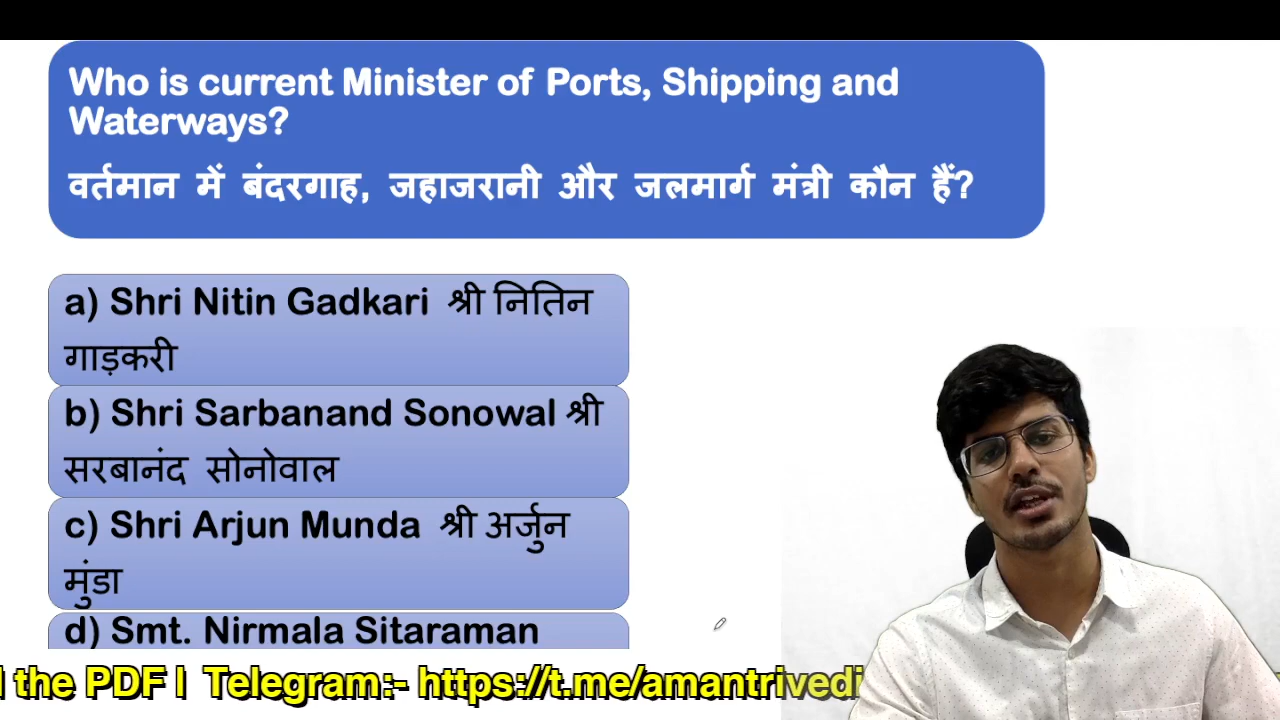 Who is current Minister of Ports, Shipping and
Waterways?
वर्तमान में बंदरगाह, जहाजरानी और जलमार्ग मंत्री कौन हैं?
a) Shri Nitin Gadkari श्री नितिन
गाड़करी
b) Shri Sarbanand Sonowal श्री
सरबानंद सोनोवाल
c) Shri Arjun Munda श्री अर्जुन
मुंडा
d) Smt. Nirmala Sitaraman
the PDF I Telegram:- https://t.me/amantrivedi